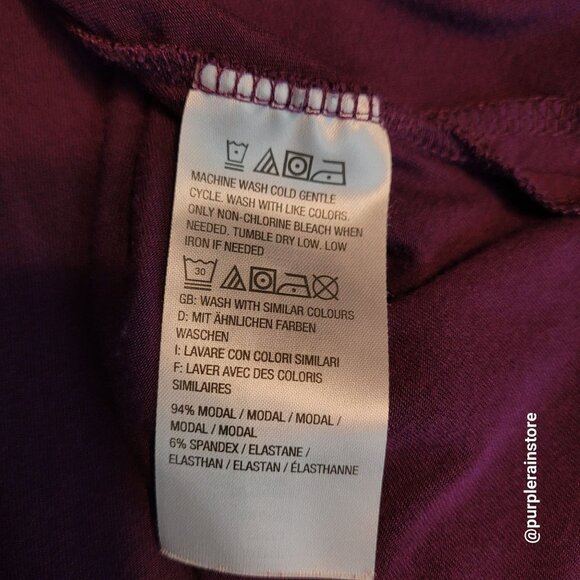 MACHINE WASH COLD GENTLE
CYCLE. WASH WITH LIKE COLORS.
ONLY NON-CHLORINE BLEACH WHEN
NEEDED. TUMBLE DRY LOW. LOW
IRON IF NEEDED
30
GB: WASH WITH SIMILAR COLOURS
D: MIT ÄHNLICHEN FARBEN
WASCHEN
I: LAVARE CON COLORI SIMILARI
F: LAVER AVEC DES COLORIS
SIMILAIRES
94% MODAL / MODAL / MODAL /
MODAL / MODAL
6% SPANDEX / ELASTANE /
ELASTHAN / ELASTAN / ÉLASTHANNE
@purplerainstore